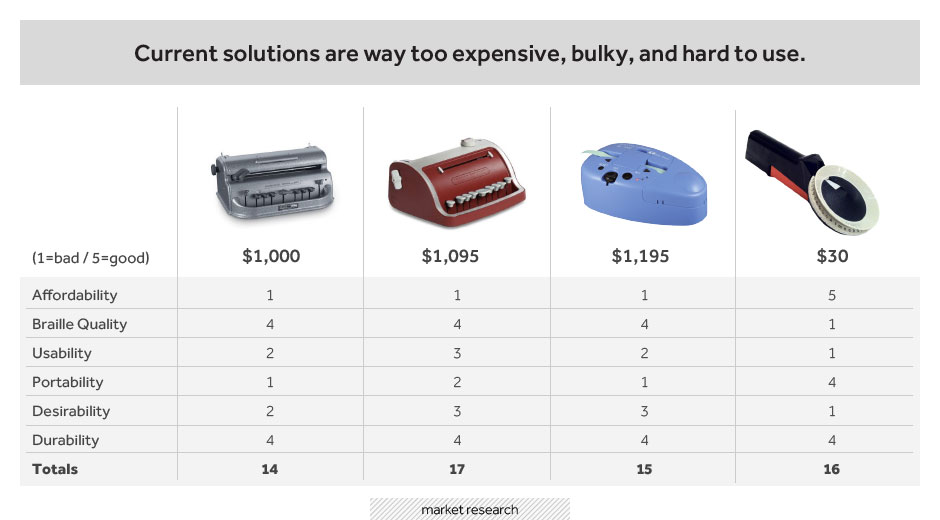 Current solutions are way too expensive, bulky, and hard to use.
(1=bad / 5=good) $1,000 $1,095 $1,195 $30
Affordability 1 1 1 5
Braille Quality 4 4 4 1
Usability 2 3 2 1
Portability 1 2 1 4
Desirability 2 3 3 1
Durability 4 4 4 4
Totals 14 17 15 16
market research